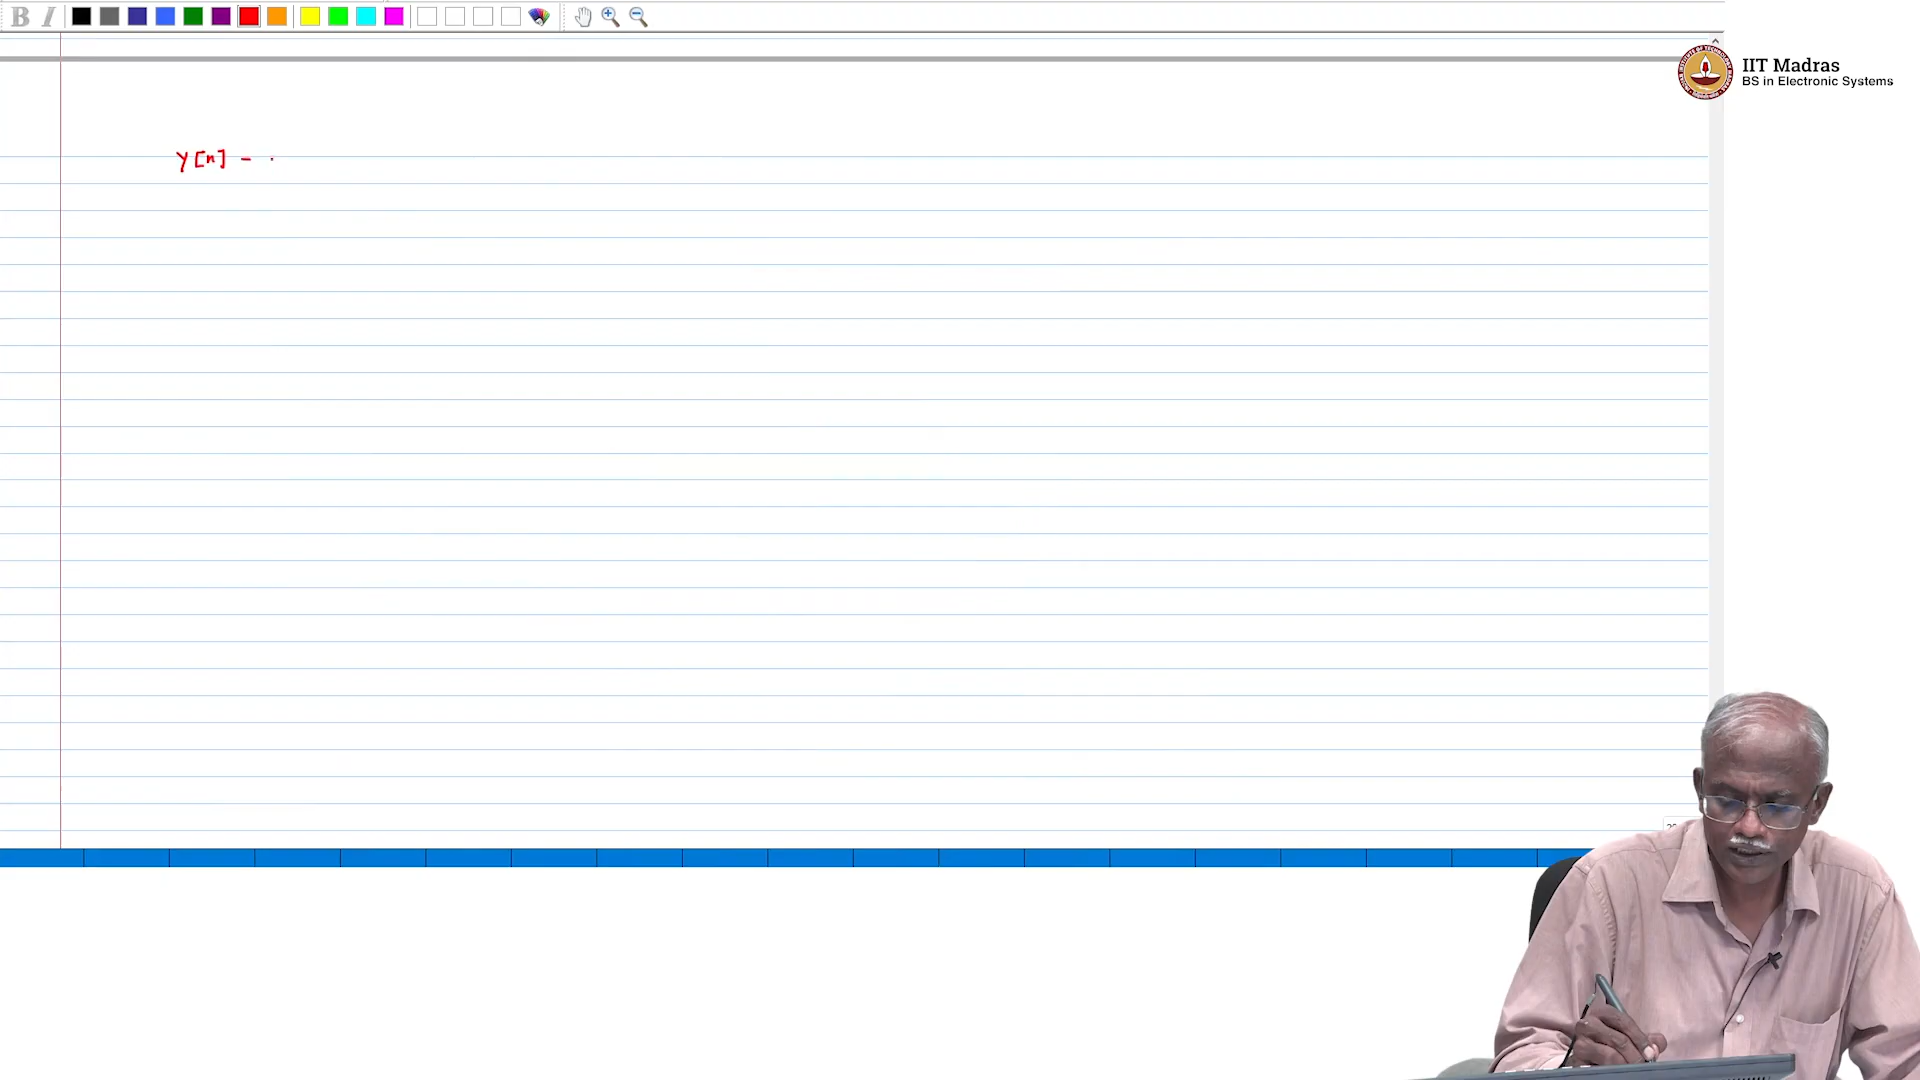 B I
IIT Madras
BS in Electronic Systems
y[n] - .